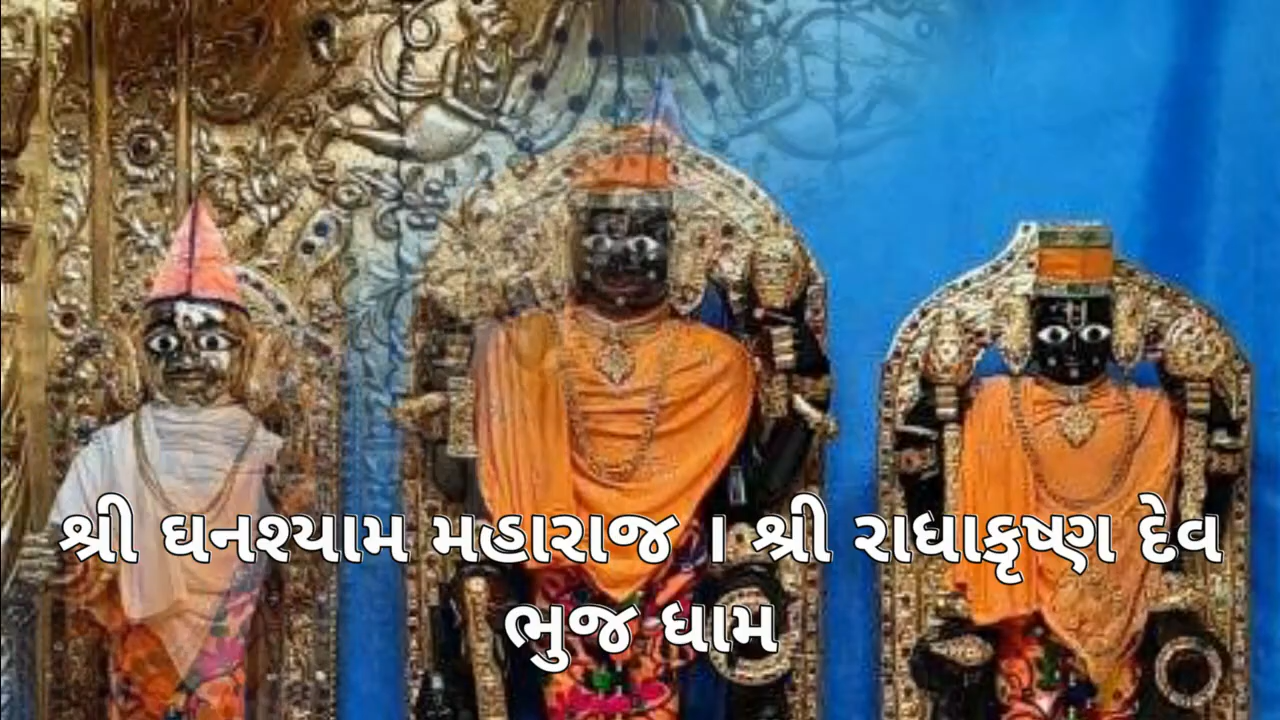 શ્રી ઘનશ્યામ મહારાજ । શ્રી રાધાકૃષ્ણ દેવ
ભુજ ધામ